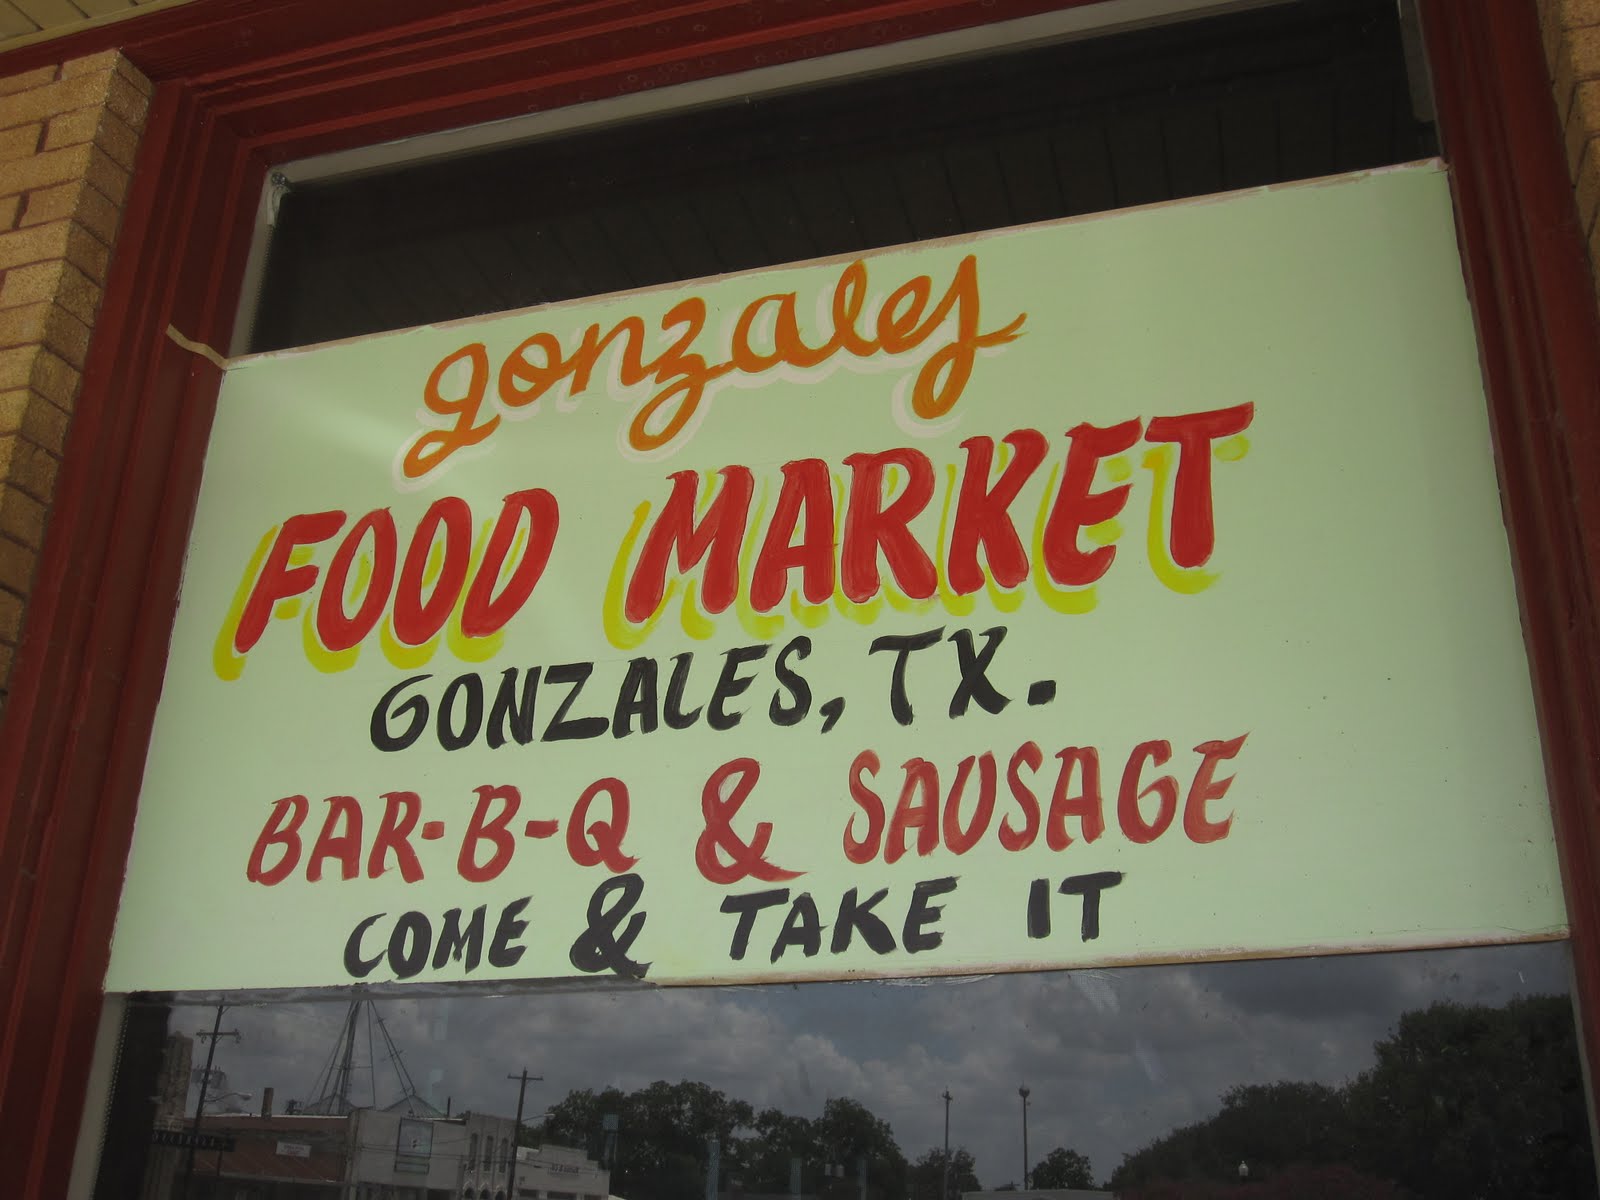 gonzales
FOOD MARKET
GONZALES, TX.
BAR-B-Q & SAUSAGE
COME & TAKE IT